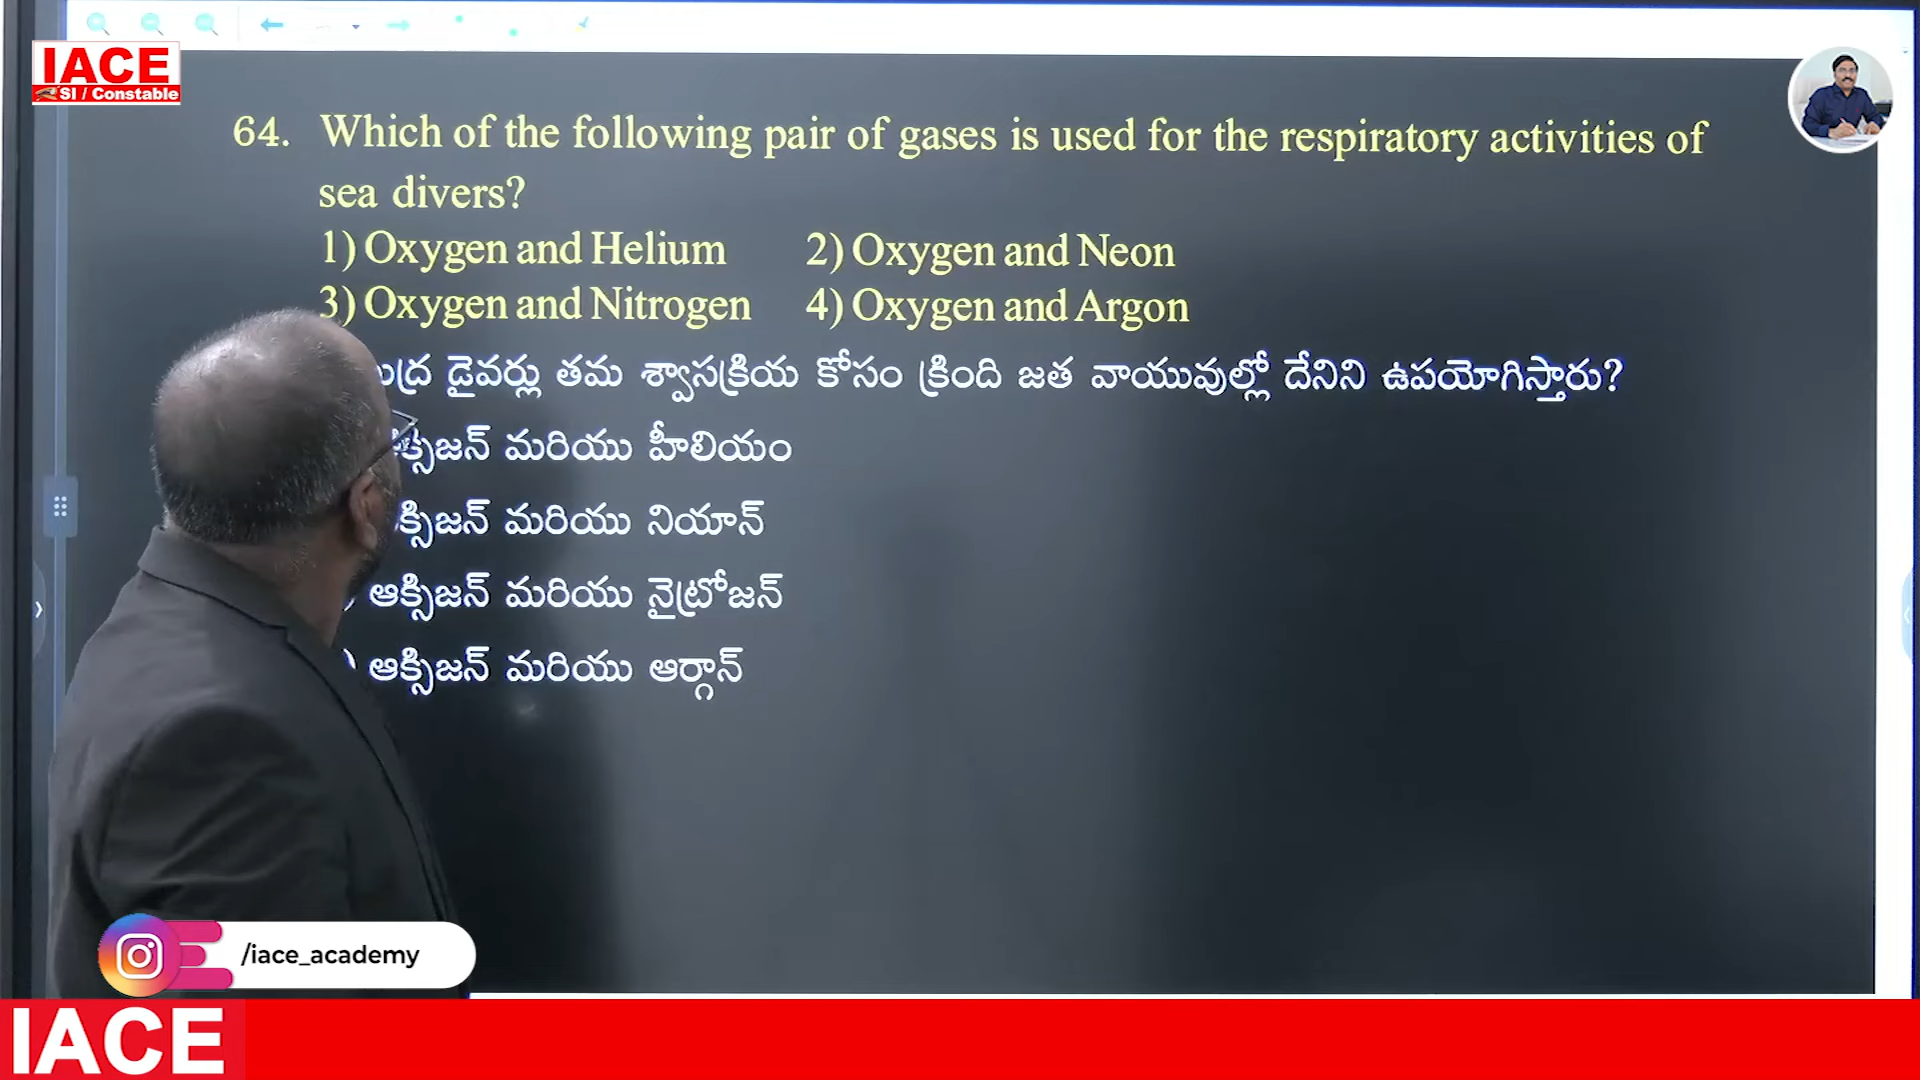 IACE
SI / Constable
64. Which of the following pair of gases is used for the respiratory activities of
sea divers?
1) Oxygen and Helium 2) Oxygen and Neon
3) Oxygen and Nitrogen 4) Oxygen and Argon
డైవర్లు తమ శ్వాసక్రియ కోసం క్రింది జత వాయువుల్లో దేనిని ఉపయోగిస్తారు?
మరియు హీలియం
మరియు నియాన్
ఆక్సిజన్ మరియు నైట్రోజన్
ఆక్సిజన్ మరియు ఆర్గాన్
/iace_academy
IACE